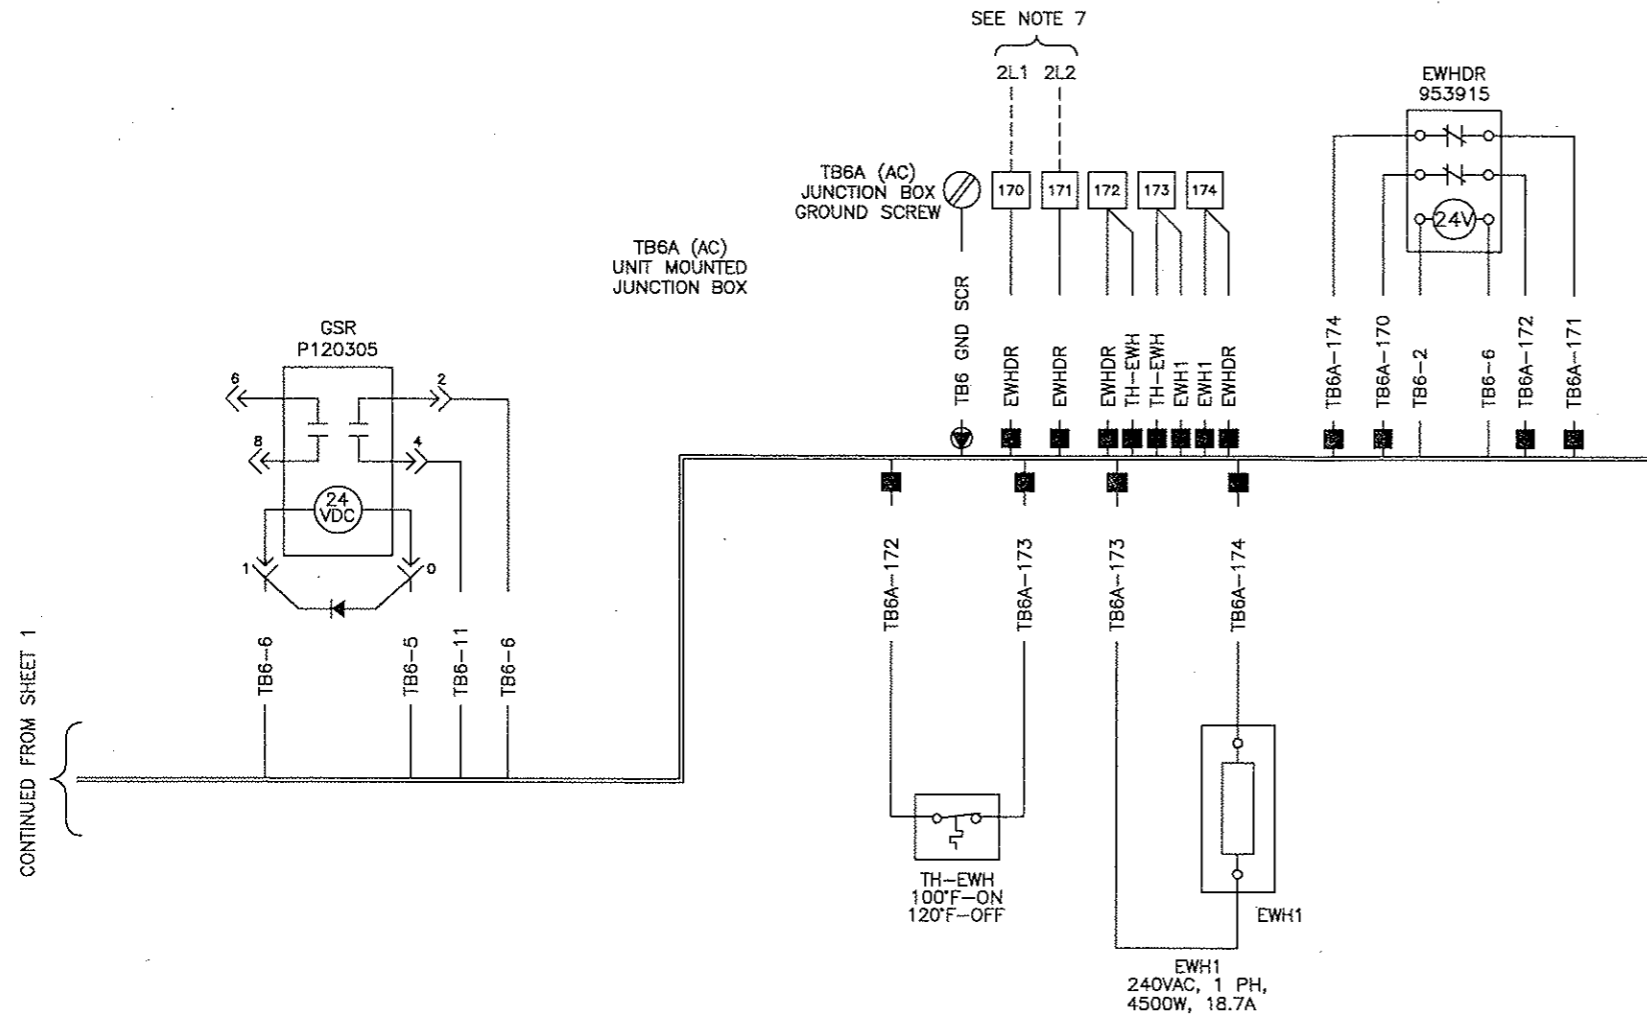 SEE NOTE 7
2L1 2L2
EWHDR
953915
TB6A (AC)
JUNCTION BOX
GROUND SCREW
170
171
172
173
174
24V
TB6A (AC)
UNIT MOUNTED
JUNCTION BOX
TB6 GND SCR
EWHDR
EWHDR
EWHDR
TH-EWH
TH-EWH
EWH1
EWH1
EWHDR
TB6A-174
TB6A-170
TB6-2
TB6-6
TB6A-172
TB6A-171
GSR
P120305
6
2
8
4
24
VDC
1
0
TB6-6
TB6-5
TB6-11
TB6-6
TB6A-172
TB6A-173
TB6A-173
TB6A-174
CONTINUED FROM SHEET 1
TH-EWH
100°F-ON
120°F-OFF
EWH1
EWH1
240VAC, 1 PH,
4500W, 18.7A